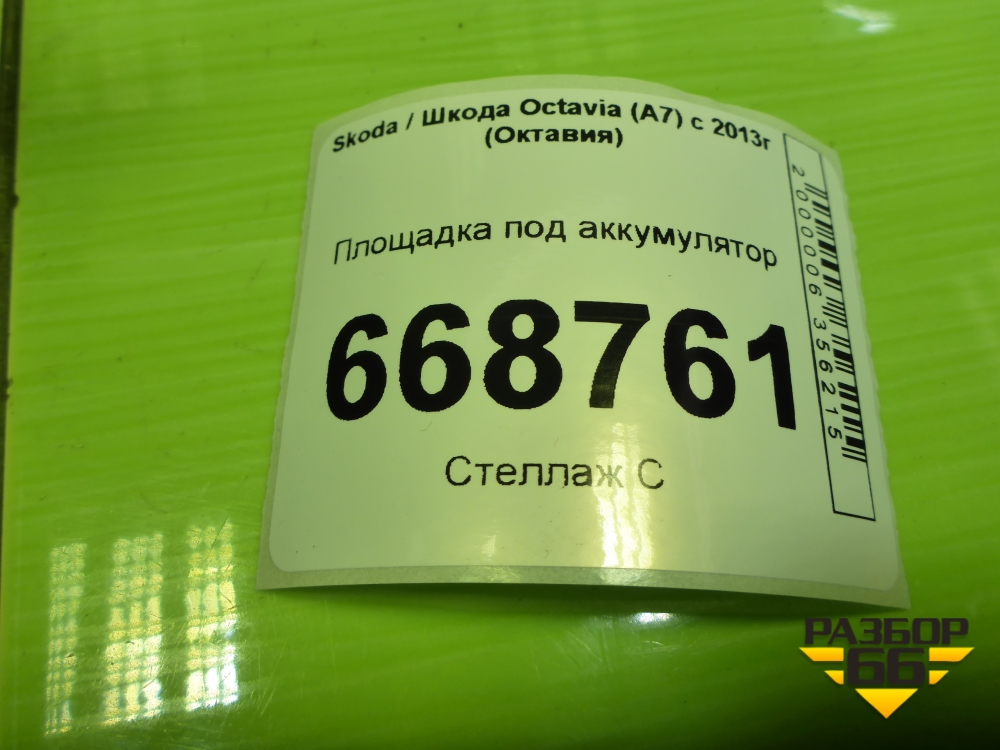 Skoda / Шкода Octavia (A7) с 2013г
(Октавия)
Площадка под аккумулятор
668761
Стеллаж С
2000006356215
РАЗБОР
66